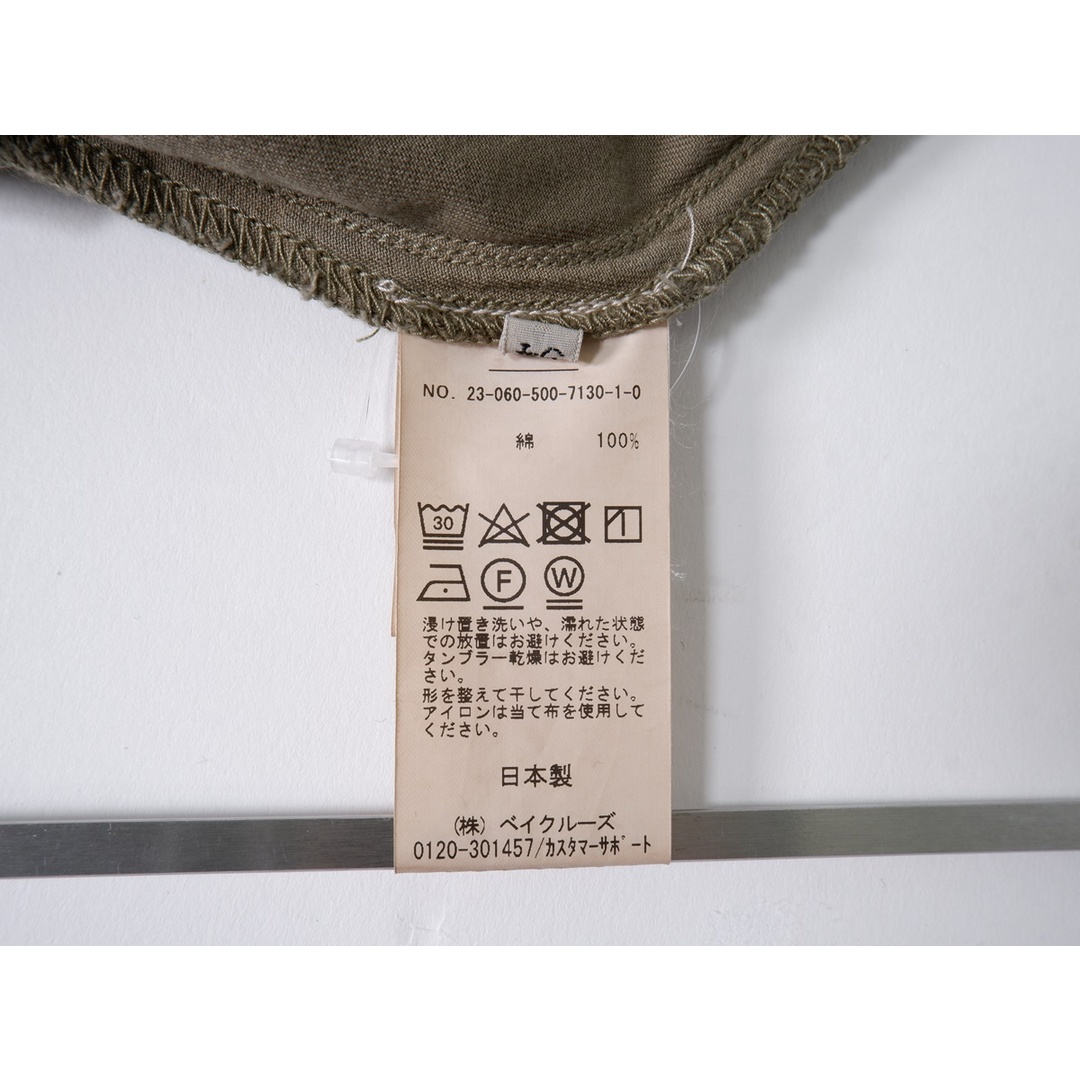 NO. 23-060-500-7130-1-0
綿 100%
30
F W
浸け置き洗いや、濡れた状態
での放置はお避けください。
タンブラー乾燥はお避けくだ
さい。
形を整えて干してください。
アイロンは当て布を使用して
ください。
日本製
(株) ベイクルーズ
0120-301457/カスタマーサポート